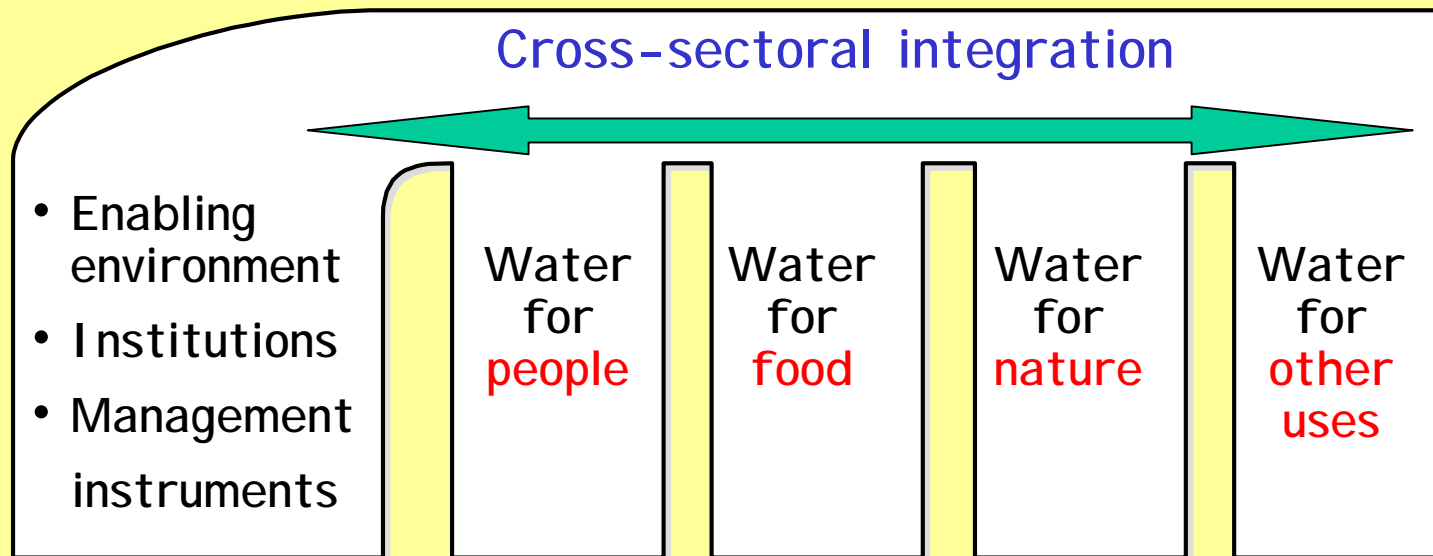 Cross-sectoral integration
• Enabling
environment
• Institutions
• Management
instruments
Water
for
people
Water
for
food
Water
for
nature
Water
for
other
uses